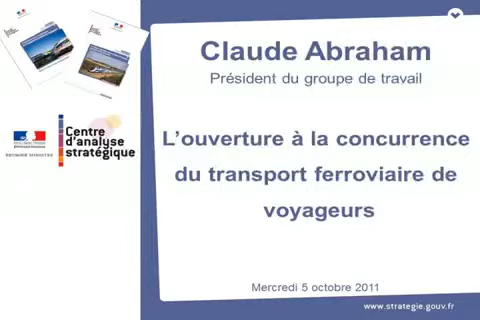 Claude Abraham
Président du groupe de travail
L'ouverture à la concurrence
du transport ferroviaire de
voyageurs
Mercredi 5 octobre 2011
www.strategie.gouv.fr
PREMIER MINISTRE
Centre
d'analyse
stratégique